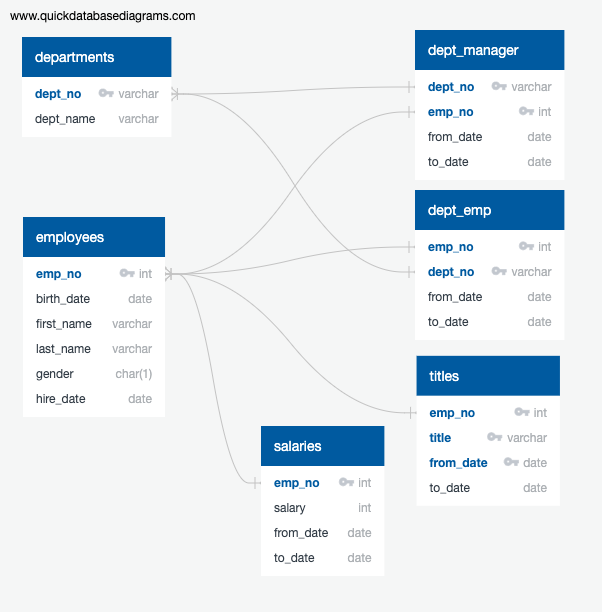 www.quickdatabasediagrams.com
departments
dept_no varchar
dept_name varchar
dept_manager
dept_no varchar
emp_no int
from_date date
to_date date
dept_emp
emp_no int
dept_no varchar
from_date date
to_date date
employees
emp_no int
birth_date date
first_name varchar
last_name varchar
gender char(1)
hire_date date
titles
emp_no int
title varchar
from_date date
to_date date
salaries
emp_no int
salary int
from_date date
to_date date